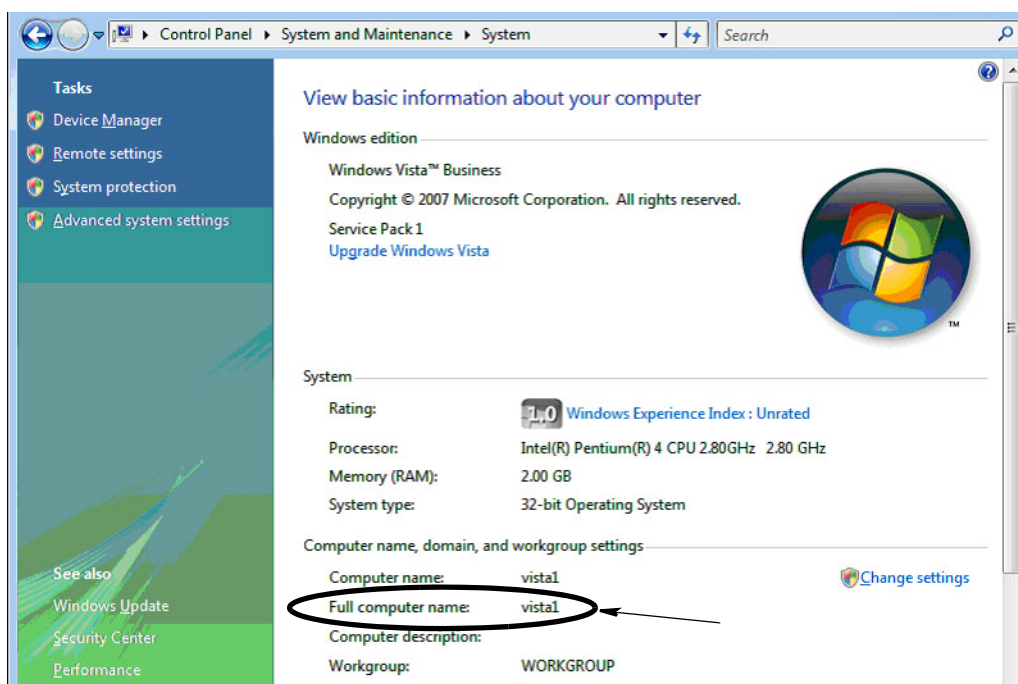 Control Panel ▸ System and Maintenance ▸ System
Search
Tasks
Device Manager
Remote settings
System protection
Advanced system settings
See also
Windows Update
Security Center
Performance
View basic information about your computer
Windows edition
Windows Vista™ Business
Copyright © 2007 Microsoft Corporation. All rights reserved.
Service Pack 1
Upgrade Windows Vista
TM
System
Rating: 1,0 Windows Experience Index : Unrated
Processor: Intel(R) Pentium(R) 4 CPU 2.80GHz 2.80 GHz
Memory (RAM): 2.00 GB
System type: 32-bit Operating System
Computer name, domain, and workgroup settings
Computer name: vista1 Change settings
Full computer name: vista1
Computer description:
Workgroup: WORKGROUP